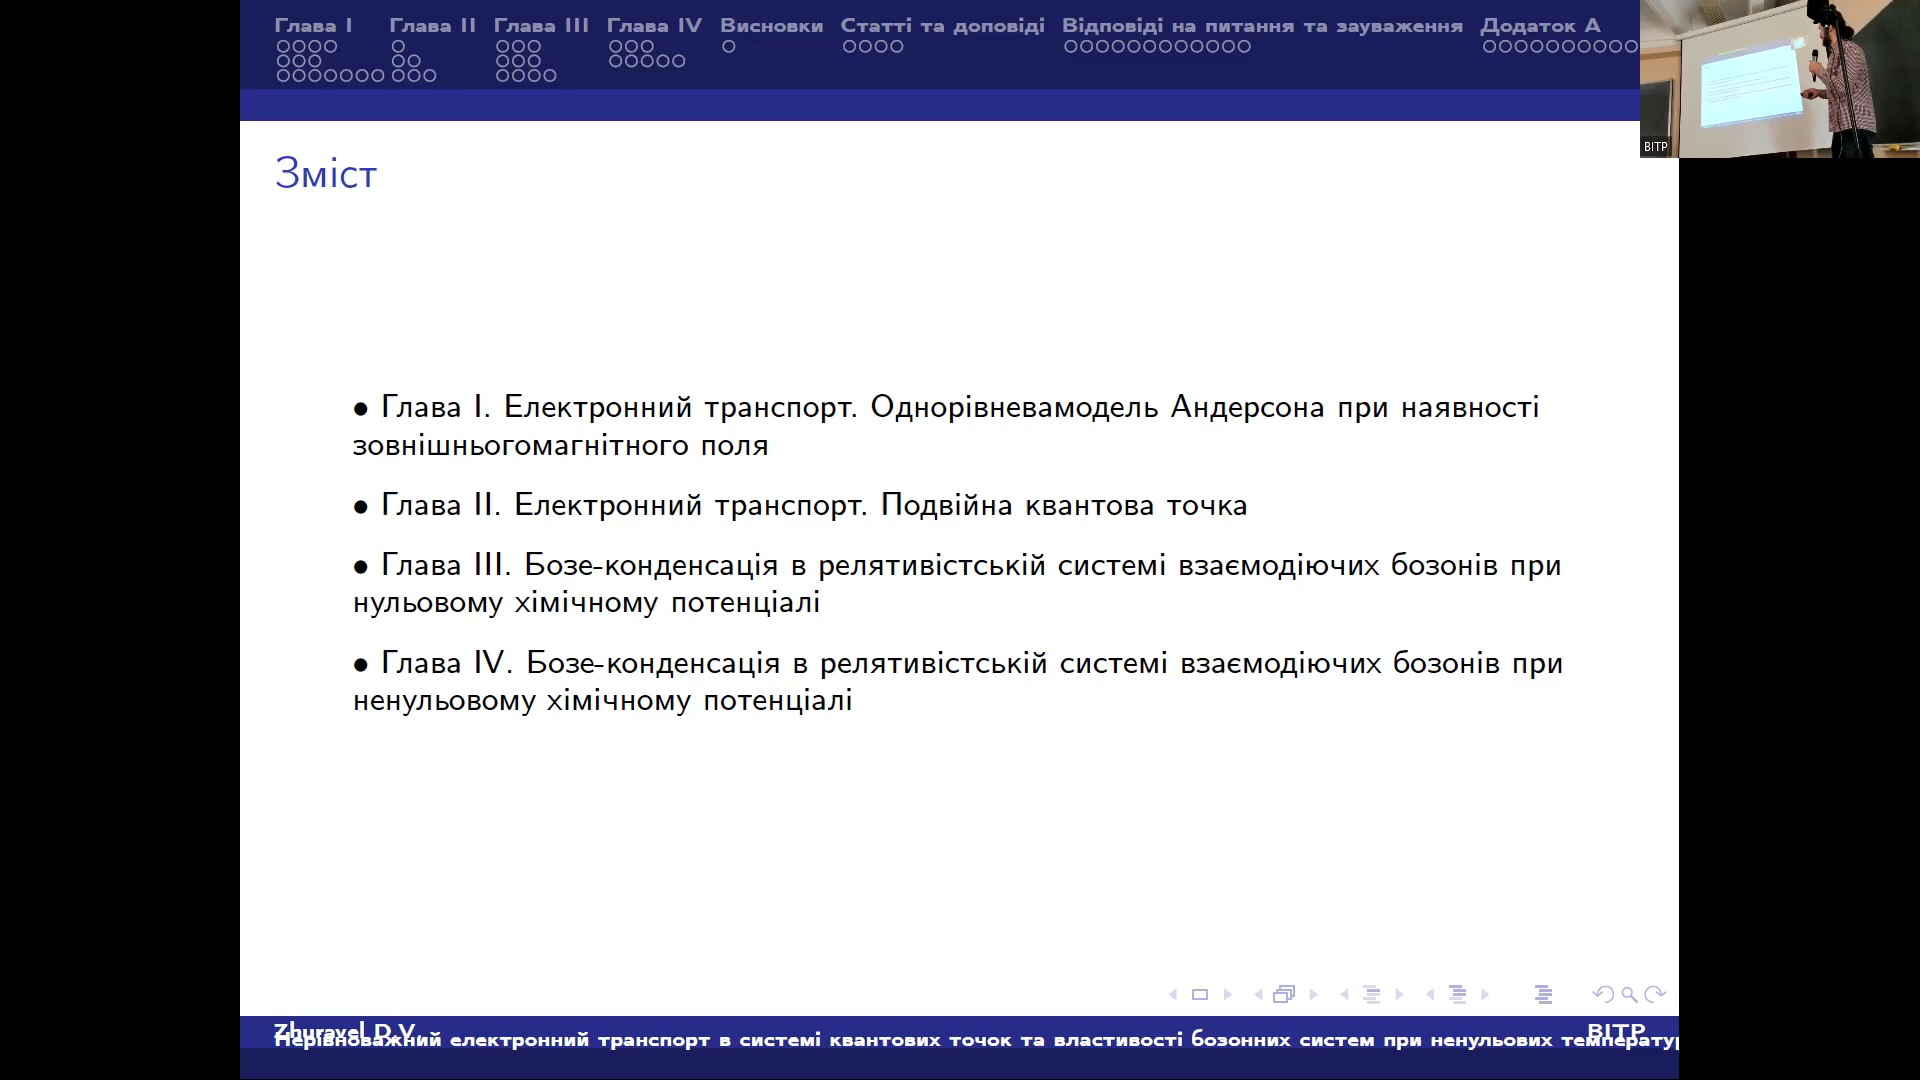 Глава I Глава II Глава III Глава IV Висновки Статті та доповіді Відповіді на питання та зауваження Додаток А
BITP
Зміст
• Глава I. Електронний транспорт. Однорівневамодель Андерсона при наявності
зовнішньогомагнітного поля
• Глава II. Електронний транспорт. Подвійна квантова точка
• Глава III. Бозе-конденсація в релятивістській системі взаємодіючих бозонів при
нульовому хімічному потенціалі
• Глава IV. Бозе-конденсація в релятивістській системі взаємодіючих бозонів при
ненульовому хімічному потенціалі
Zhuravel D.V. BITP
Нерівноважний електронний транспорт в системі квантових точок та властивості бозонних систем при ненульових температур